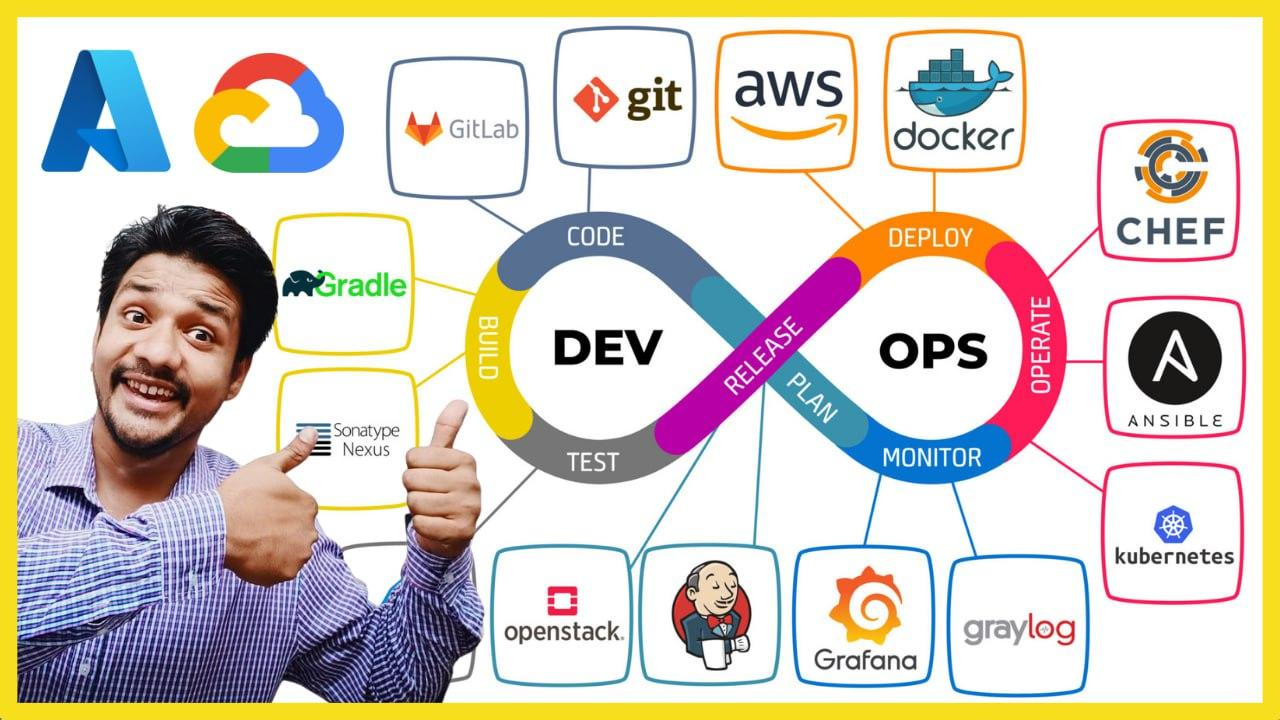 GitLab
git
aws
docker
CHEF
Gradle
CODE
DEPLOY
BUILD
DEV
RELEASE
PLAN
OPS
OPERATE
ANSIBLE
Sonatype
Nexus
TEST
MONITOR
kubernetes
openstack.
Grafana
graylog